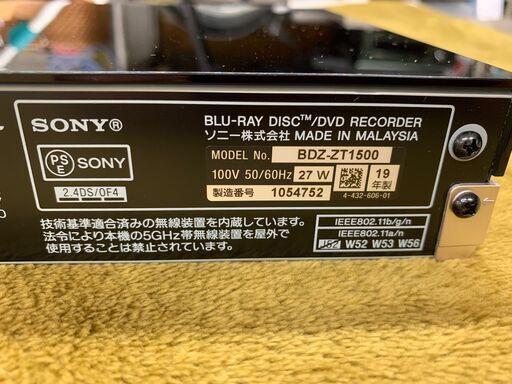 SONY®
BLU-RAY DISC™/DVD RECORDER
ソニー株式会社 MADE IN MALAYSIA
PS
E
SONY
MODEL No. BDZ-ZT1500
100V 50/60Hz 27 W
19
年製
製造番号 1054752
4-432-606-01
2.4DS/OF4
技術基準適合済みの無線装置を内蔵しています。
法令により本機の5GHz帯無線装置を屋外で
使用することは禁止されています。
IEEE802.11b/g/n
IEEE802.11a/n
J52 W52 W53 W56